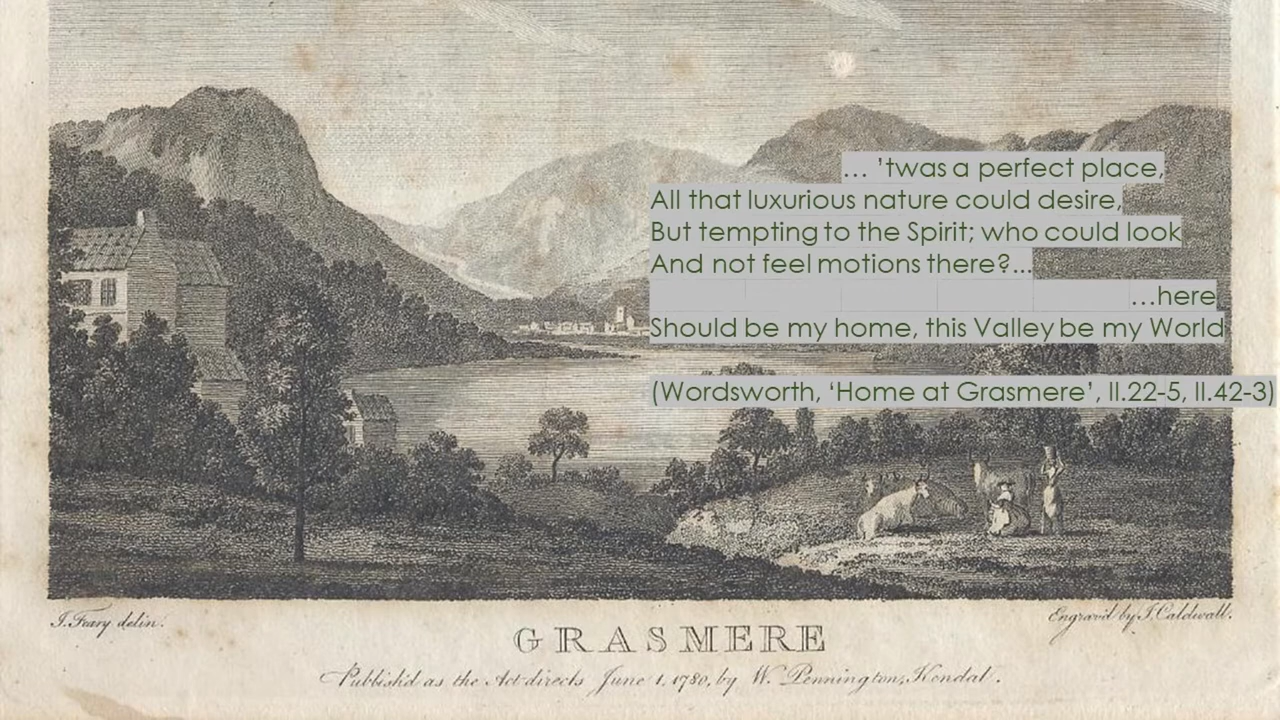 … ’twas a perfect place,
All that luxurious nature could desire,
But tempting to the Spirit; who could look
And not feel motions there?...
…here
Should be my home, this Valley be my World
(Wordsworth, ‘Home at Grasmere’, ll.22-5, ll.42-3)
I. Feary delin.
Engrav'd by I. Caldwall.
GRASMERE
Publish'd as the Act directs June 1, 1780, by W. Pennington, Kendal.